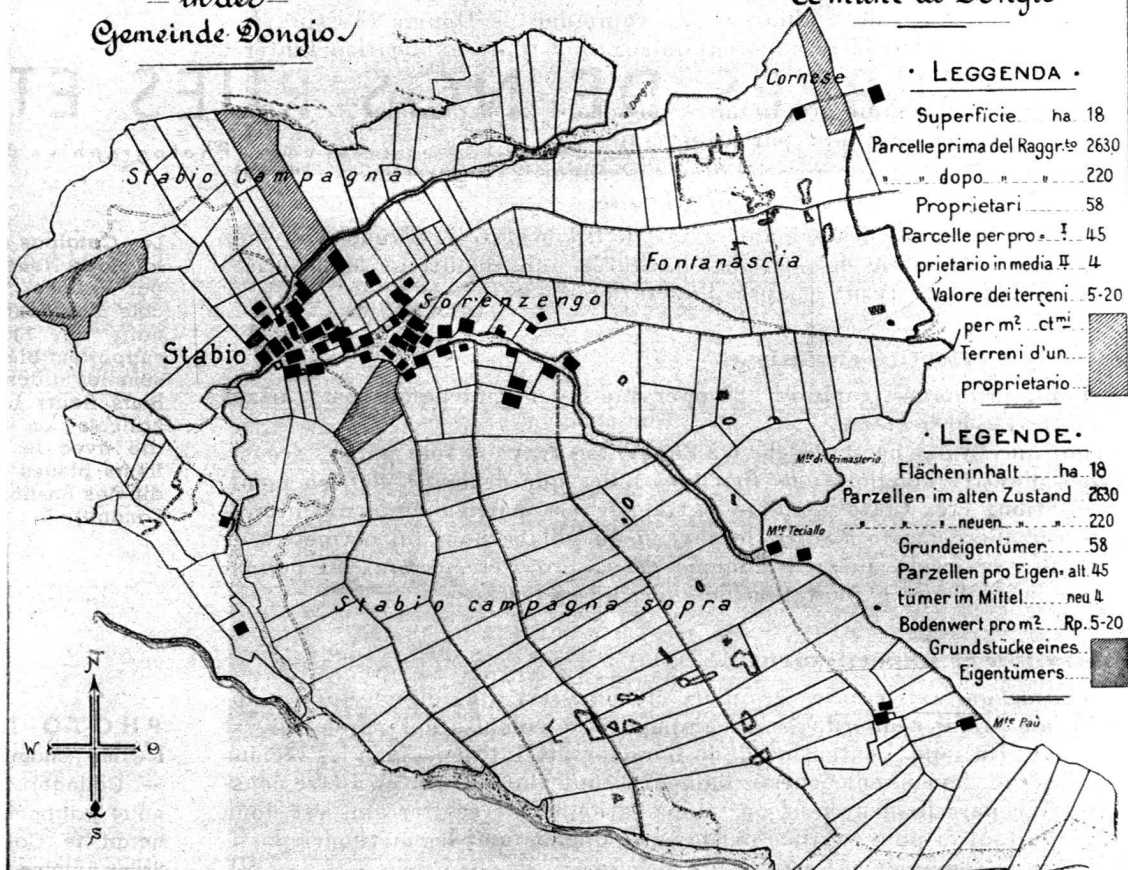 in der
Gemeinde Dongio
Comune di Dongio
Cornese
Dongio
Stabio Campagna
Fontanascia
Sorenzengo
Stabio
Mte di Primasteria
Mte Teciallo
Stabio campagna sopra
Mte Paù
N
W O
S
· LEGGENDA ·
Superficie ha. 18
Parcelle prima del Raggr.to 2630
" " dopo " " 220
Proprietari 58
Parcelle per pro= I 45
prietario in media II 4
Valore dei terreni 5-20
per m² ct.mi
Terreni d'un
proprietario
· LEGENDE ·
Flächeninhalt ha. 18
Parzellen im alten Zustand 2630
" " " neuen " " 220
Grundeigentümer 58
Parzellen pro Eigen= alt 45
tümer im Mittel neu 4
Bodenwert pro m² Rp. 5-20
Grundstücke eines
Eigentümers